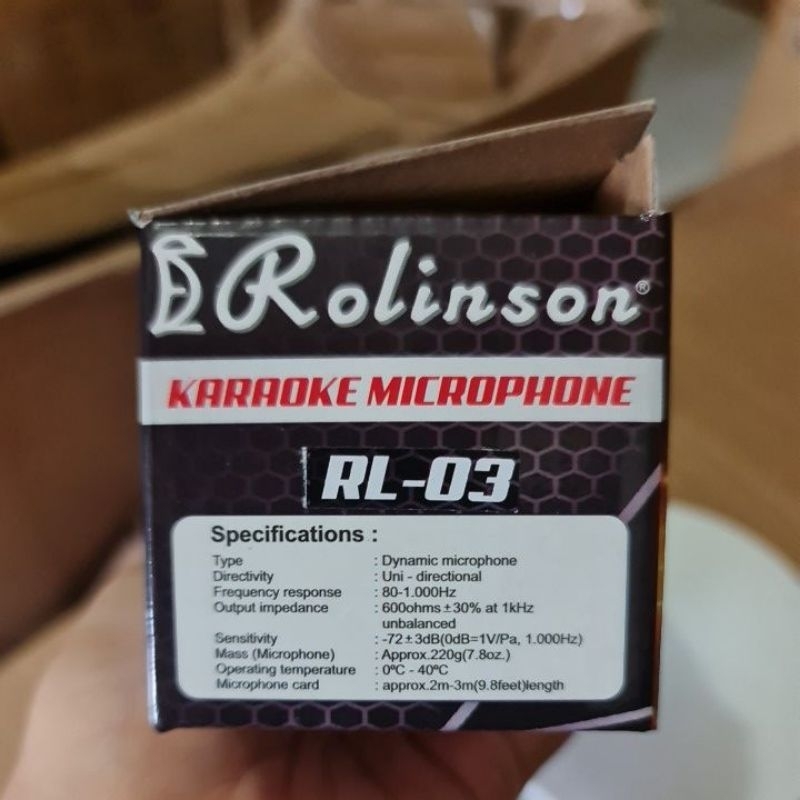 Rolinson®
KARAOKE MICROPHONE
RL-03
Specifications :
Type : Dynamic microphone
Directivity : Uni - directional
Frequency response : 80-1.000Hz
Output impedance : 600ohms±30% at 1kHz
unbalanced
Sensitivity : -72±3dB(0dB=1V/Pa, 1.000Hz)
Mass (Microphone) : Approx.220g(7.8oz.)
Operating temperature : 0ºC - 40ºC
Microphone card : approx.2m-3m(9.8feet)length